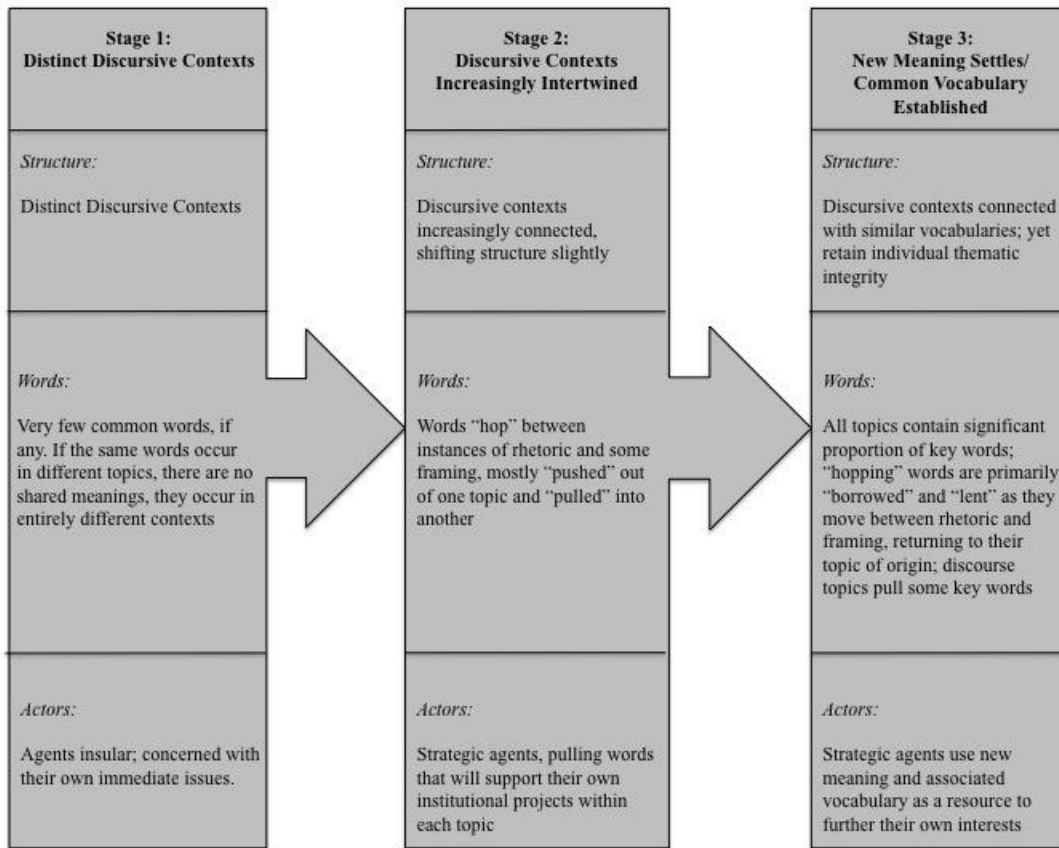 Stage 1:
Distinct Discursive Contexts
Structure:
Distinct Discursive Contexts
Words:
Very few common words, if
any. If the same words occur
in different topics, there are no
shared meanings, they occur in
entirely different contexts
Actors:
Agents insular; concerned with
their own immediate issues.
Stage 2:
Discursive Contexts
Increasingly Intertwined
Structure:
Discursive contexts
increasingly connected,
shifting structure slightly
Words:
Words “hop” between
instances of rhetoric and some
framing, mostly “pushed” out
of one topic and “pulled” into
another
Actors:
Strategic agents, pulling words
that will support their own
institutional projects within
each topic
Stage 3:
New Meaning Settles/
Common Vocabulary
Established
Structure:
Discursive contexts connected
with similar vocabularies; yet
retain individual thematic
integrity
Words:
All topics contain significant
proportion of key words;
“hopping” words are primarily
“borrowed” and “lent” as they
move between rhetoric and
framing, returning to their
topic of origin; discourse
topics pull some key words
Actors:
Strategic agents use new
meaning and associated
vocabulary as a resource to
further their own interests